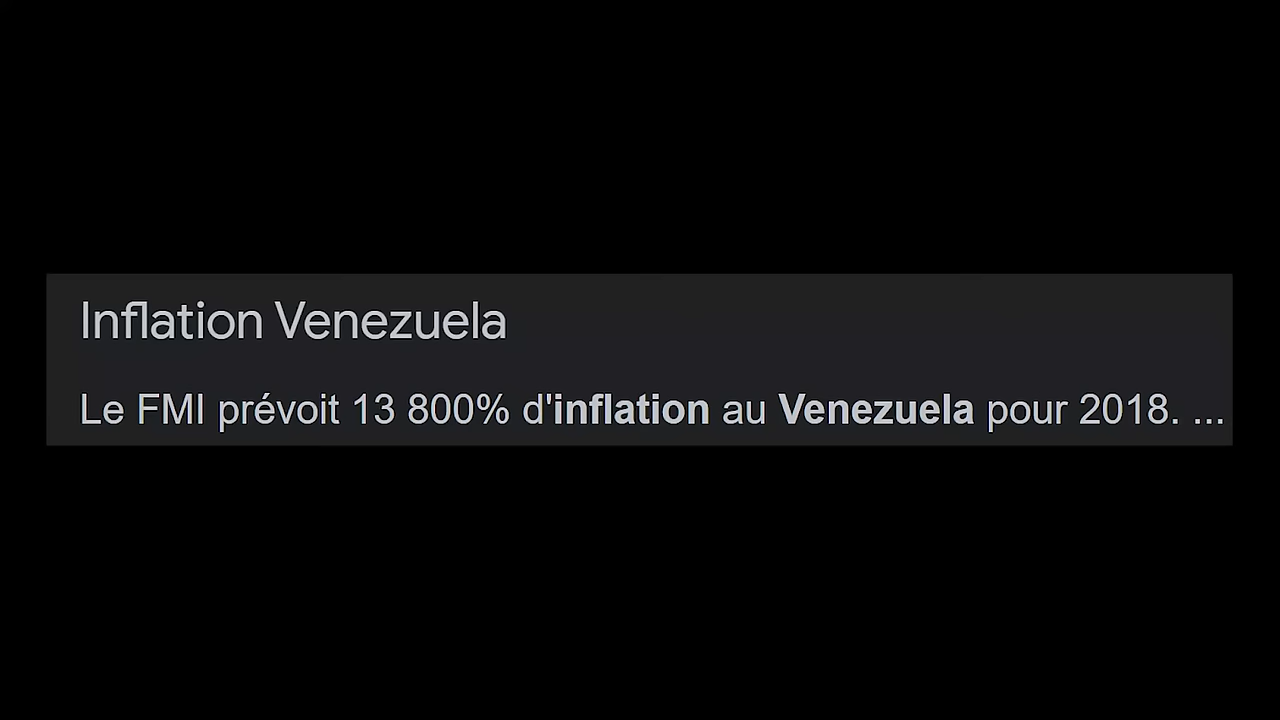 Inflation Venezuela
Le FMI prévoit 13 800% d'inflation au Venezuela pour 2018. ...